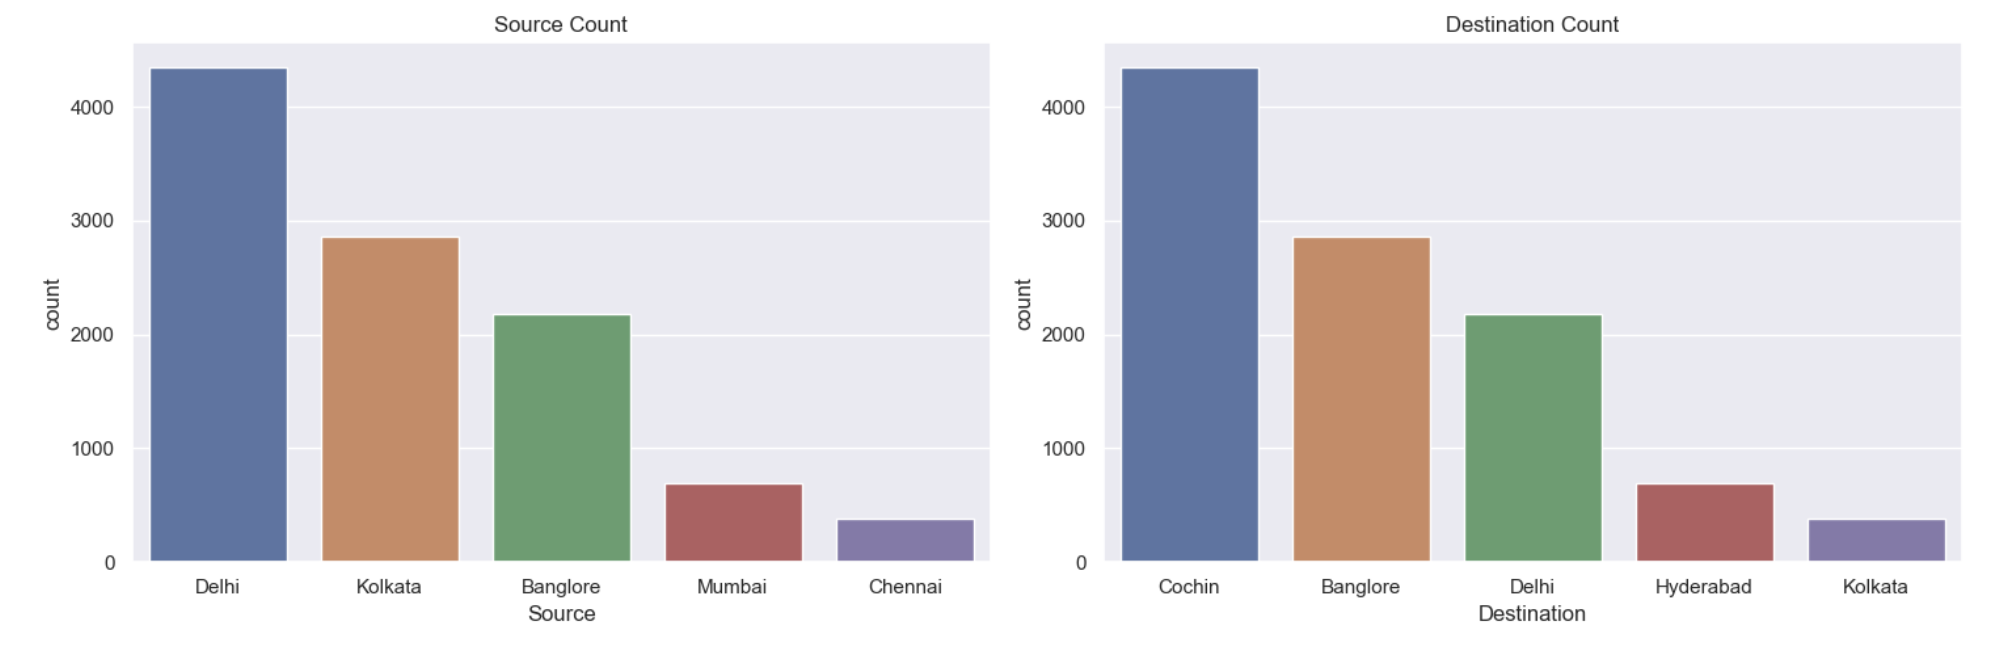 Source Count
4000
3000
2000
1000
0
count
Delhi Kolkata Banglore Mumbai Chennai
Source
Destination Count
4000
3000
2000
1000
0
count
Cochin Banglore Delhi Hyderabad Kolkata
Destination